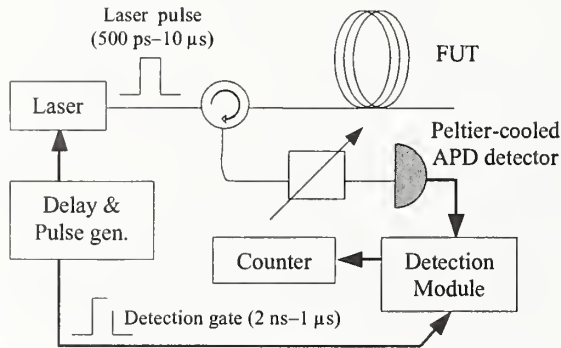 Laser pulse
(500 ps–10 µs)
FUT
Laser
Peltier-cooled
APD detector
Delay &
Pulse gen.
Counter
Detection
Module
Detection gate (2 ns–1 µs)